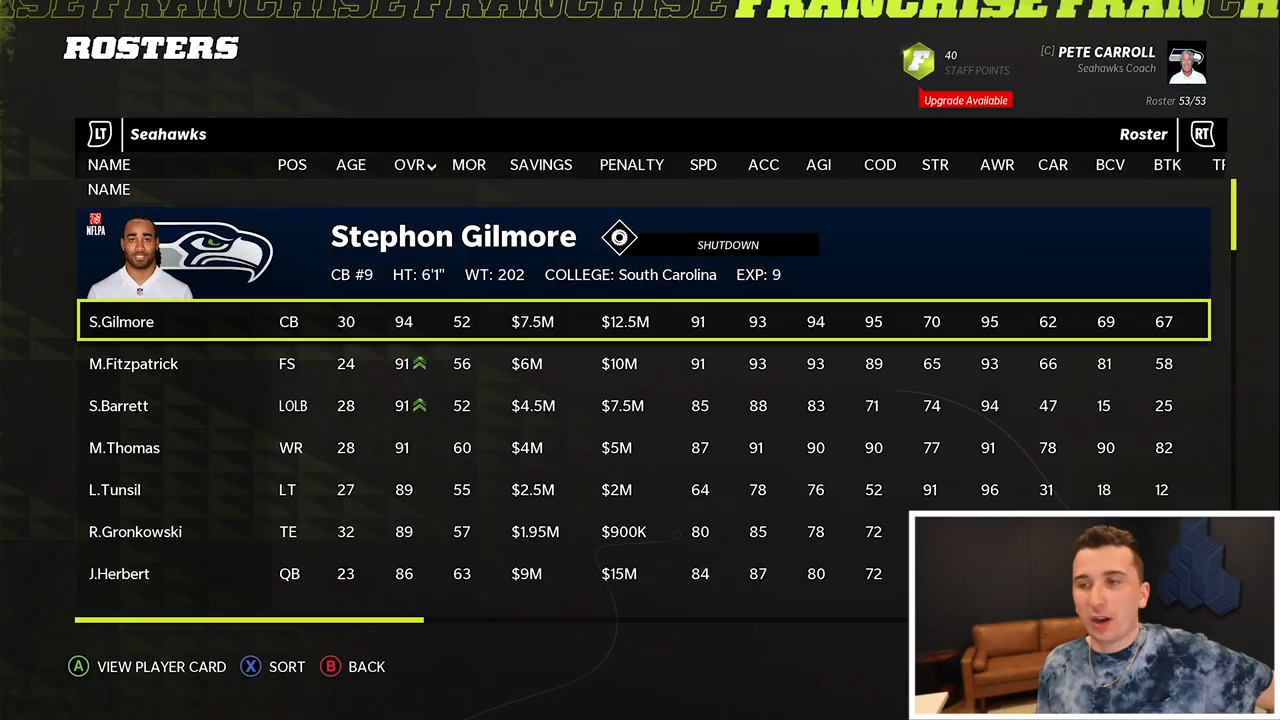 FRANCHISE FRANCHISE FRANCHISE FRAN
ROSTERS
40
STAFF POINTS
Upgrade Available
[C] PETE CARROLL
Seahawks Coach
Roster 53/53
LT Seahawks Roster RT
NAME POS AGE OVR MOR SAVINGS PENALTY SPD ACC AGI COD STR AWR CAR BCV BTK
NAME
NFLPA
Stephon Gilmore SHUTDOWN
CB #9 HT: 6'1" WT: 202 COLLEGE: South Carolina EXP: 9
S.Gilmore CB 30 94 52 $7.5M $12.5M 91 93 94 95 70 95 62 69 67
M.Fitzpatrick FS 24 91 56 $6M $10M 91 93 93 89 65 93 66 81 58
S.Barrett LOLB 28 91 52 $4.5M $7.5M 85 88 83 71 74 94 47 15 25
M.Thomas WR 28 91 60 $4M $5M 87 91 90 90 77 91 78 90 82
L.Tunsil LT 27 89 55 $2.5M $2M 64 78 76 52 91 96 31 18 12
R.Gronkowski TE 32 89 57 $1.95M $900K 80 85 78 72
J.Herbert QB 23 86 63 $9M $15M 84 87 80 72
A VIEW PLAYER CARD X SORT B BACK